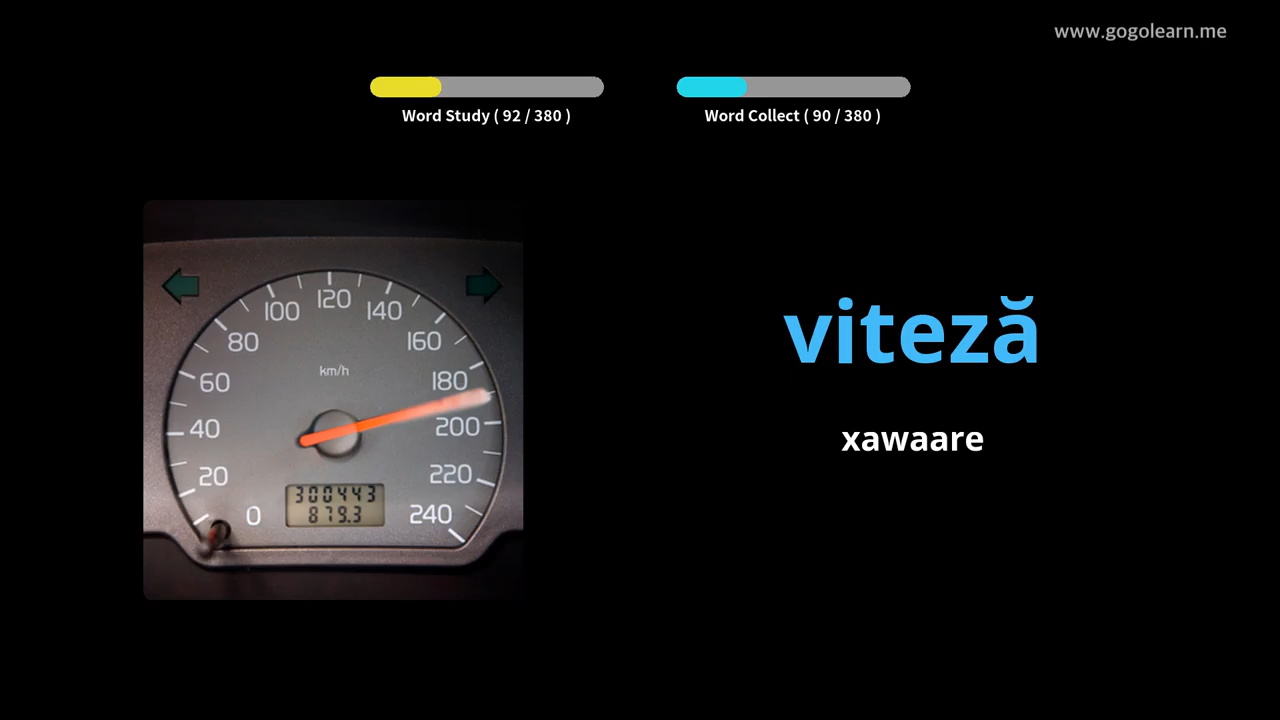 www.gogolearn.me
Word Study ( 92 / 380 )
Word Collect ( 90 / 380 )
120
100
140
80
160
km/h
60
180
40
200
20
220
300443
0
240
879.3
viteză
xawaare